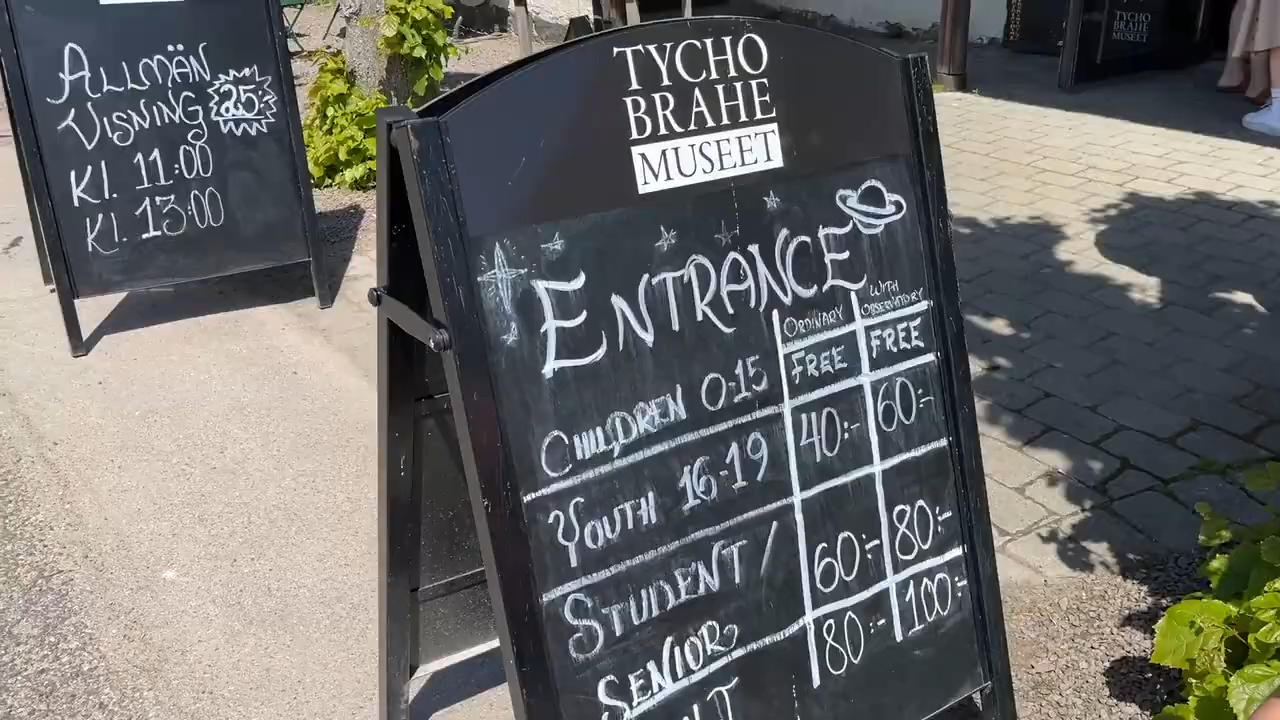 ALLMÄN
VISNING 25:-
Kl. 11:00
Kl. 13:00
TYCHO
BRAHE
MUSEET
ENTRANCE
ORDINARY WITH OBSERVATORY
CHILDREN 0-15 FREE FREE
YOUTH 16-19 40:- 60:-
STUDENT /
SENIOR 60:- 80:-
80:- 100:-
TYCHO
BRAHE
MUSEET